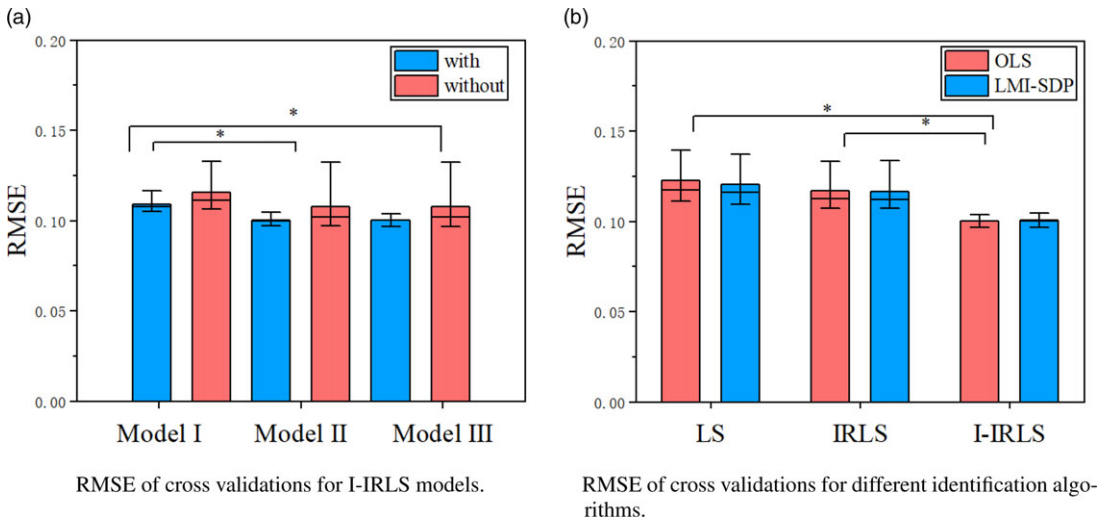 (a)
0.20
0.15
0.10
0.05
0.00
RMSE
with
without
*
*
Model I
Model II
Model III
RMSE of cross validations for I-IRLS models.
(b)
0.20
0.15
0.10
0.05
0.00
RMSE
OLS
LMI-SDP
*
*
LS
IRLS
I-IRLS
RMSE of cross validations for different identification algo-
rithms.